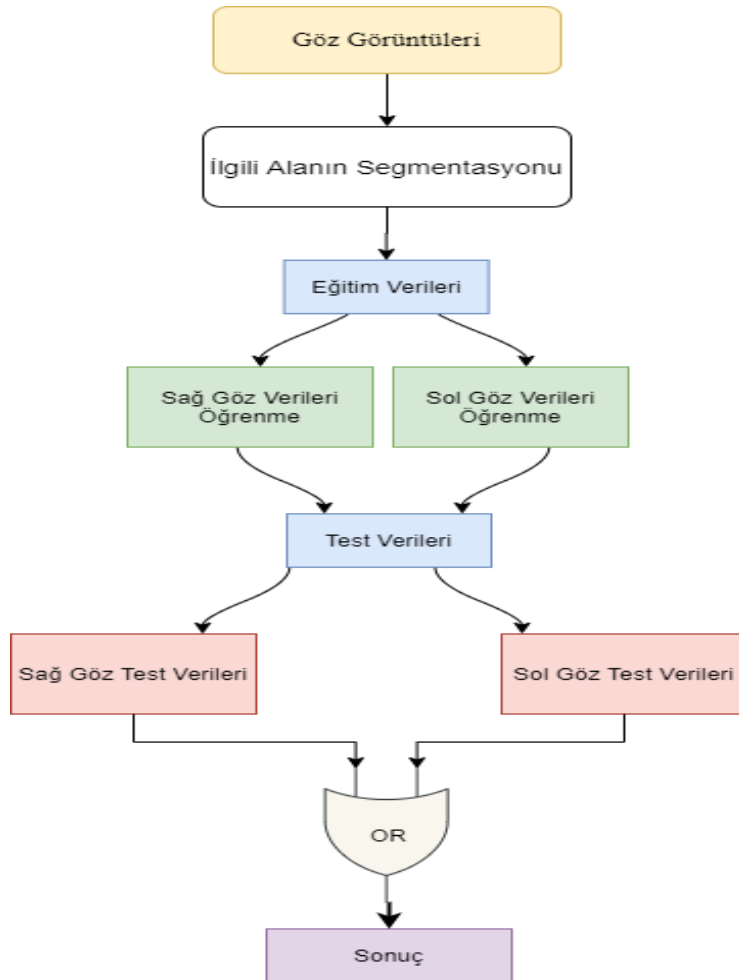 Göz Görüntüleri
İlgili Alanın Segmentasyonu
Eğitim Verileri
Sağ Göz Verileri
Öğrenme
Sol Göz Verileri
Öğrenme
Test Verileri
Sağ Göz Test Verileri
Sol Göz Test Verileri
OR
Sonuç